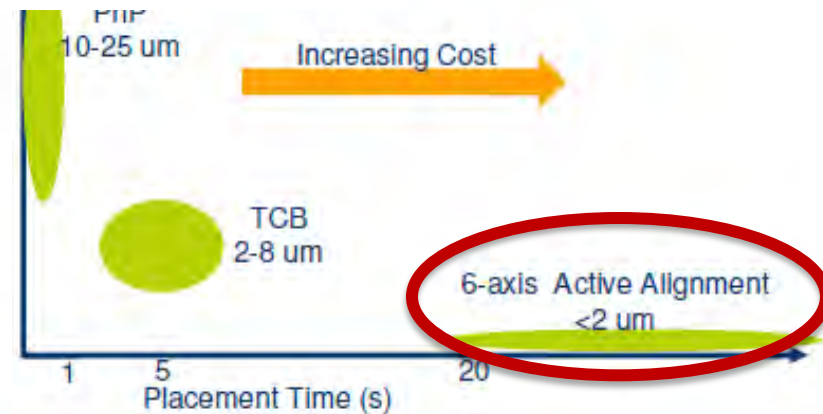 PnP
10-25 um
Increasing Cost
TCB
2-8 um
6-axis Active Alignment
<2 um
1 5 20
Placement Time (s)